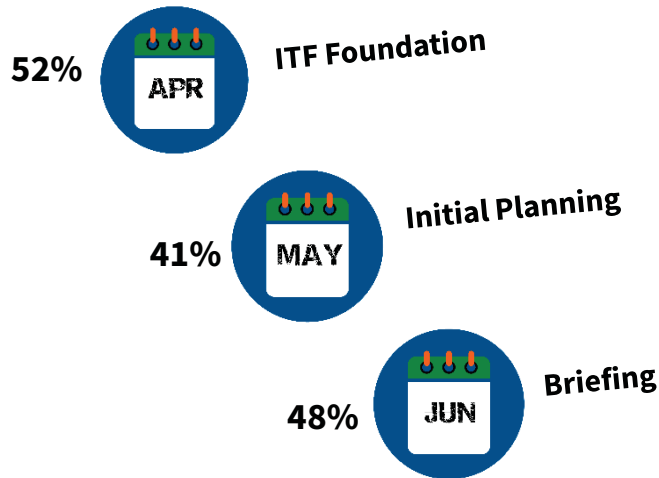 52%
APR
ITF Foundation
41%
MAY
Initial Planning
48%
JUN
Briefing